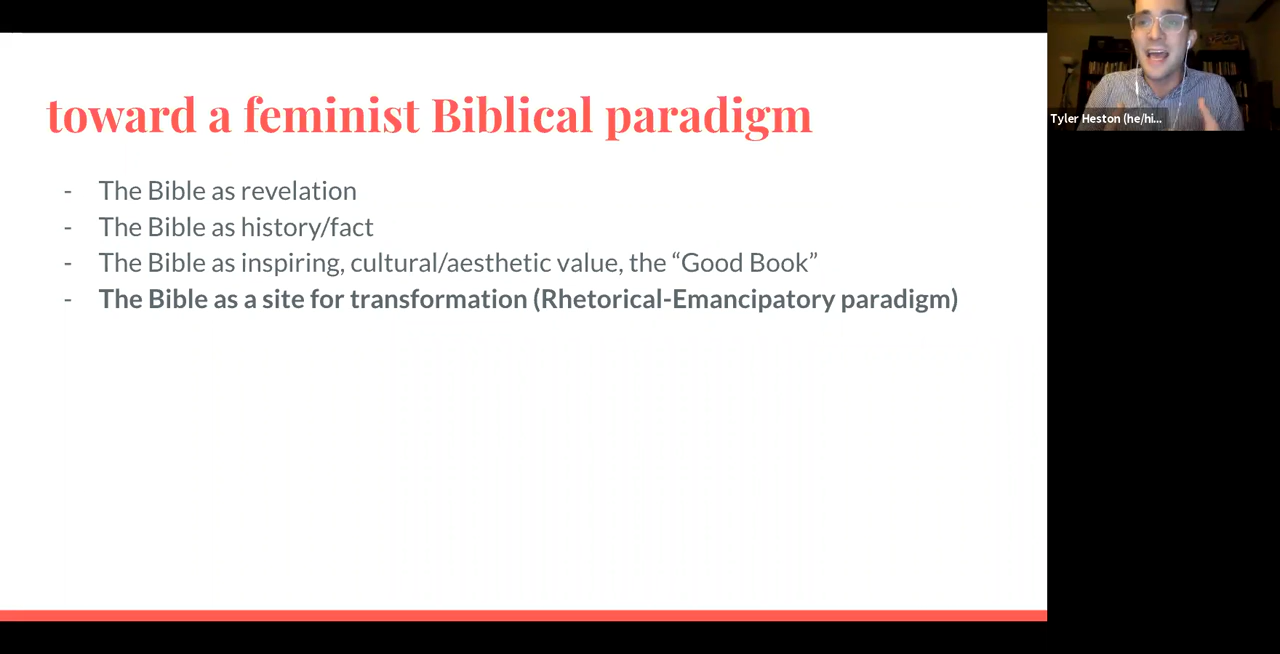 toward a feminist Biblical paradigm
- The Bible as revelation
- The Bible as history/fact
- The Bible as inspiring, cultural/aesthetic value, the “Good Book”
- The Bible as a site for transformation (Rhetorical-Emancipatory paradigm)
Tyler Heston (he/hi...